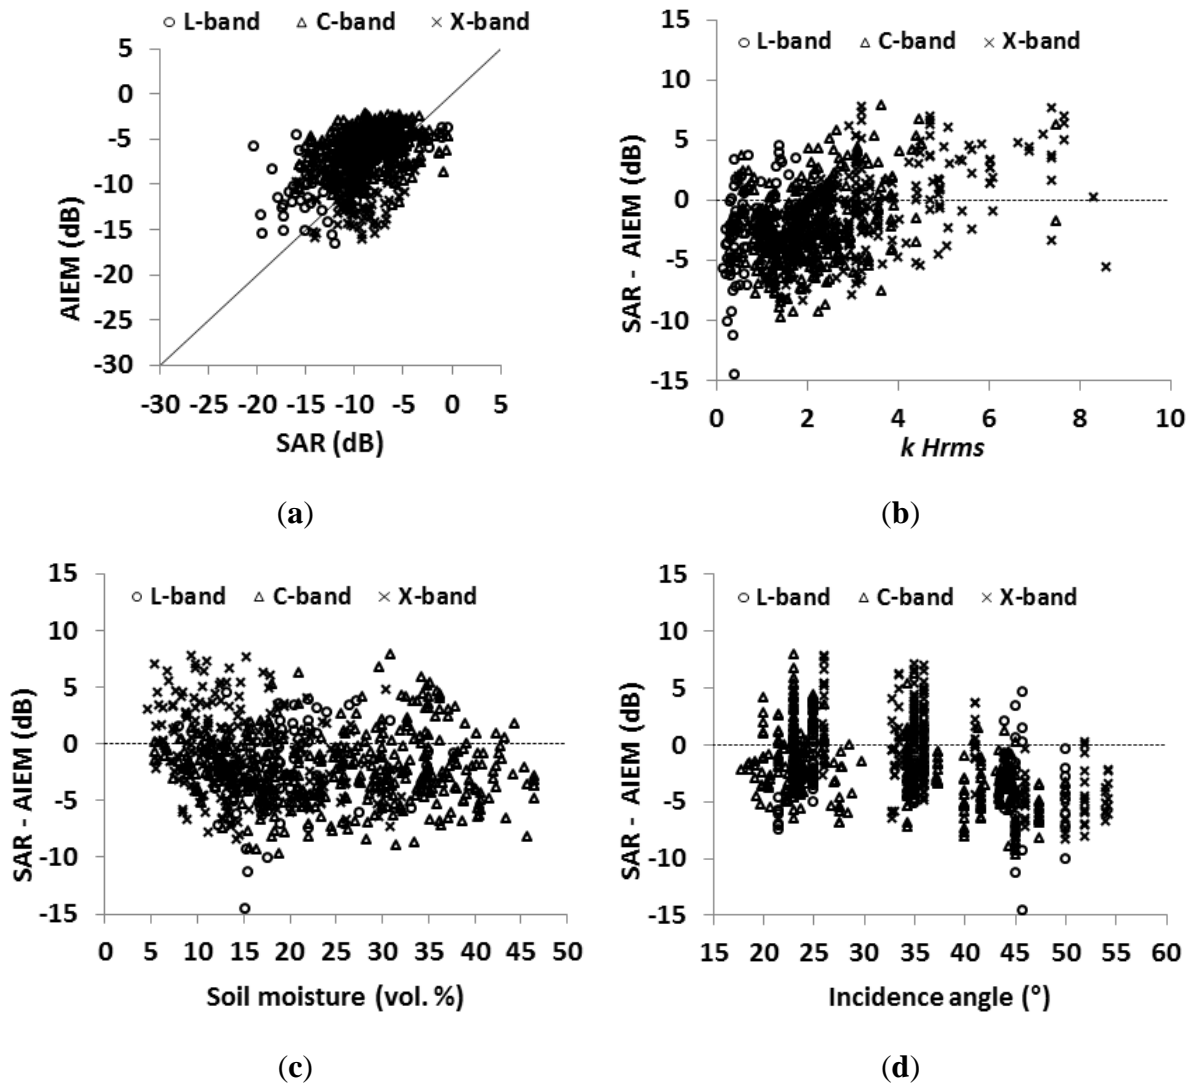 L-band C-band X-band
5
0
-5
-10
-15
-20
-25
-30
AIEM (dB)
-30 -25 -20 -15 -10 -5 0 5
SAR (dB)
(a)
15
L-band C-band X-band
10
5
0
-5
-10
-15
SAR - AIEM (dB)
0 2 4 6 8 10
k Hrms
(b)
15
L-band C-band X-band
10
5
0
-5
-10
-15
SAR - AIEM (dB)
0 5 10 15 20 25 30 35 40 45 50
Soil moisture (vol. %)
(c)
15
L-band C-band X-band
10
5
0
-5
-10
-15
SAR - AIEM (dB)
15 20 25 30 35 40 45 50 55 60
Incidence angle (°)
(d)